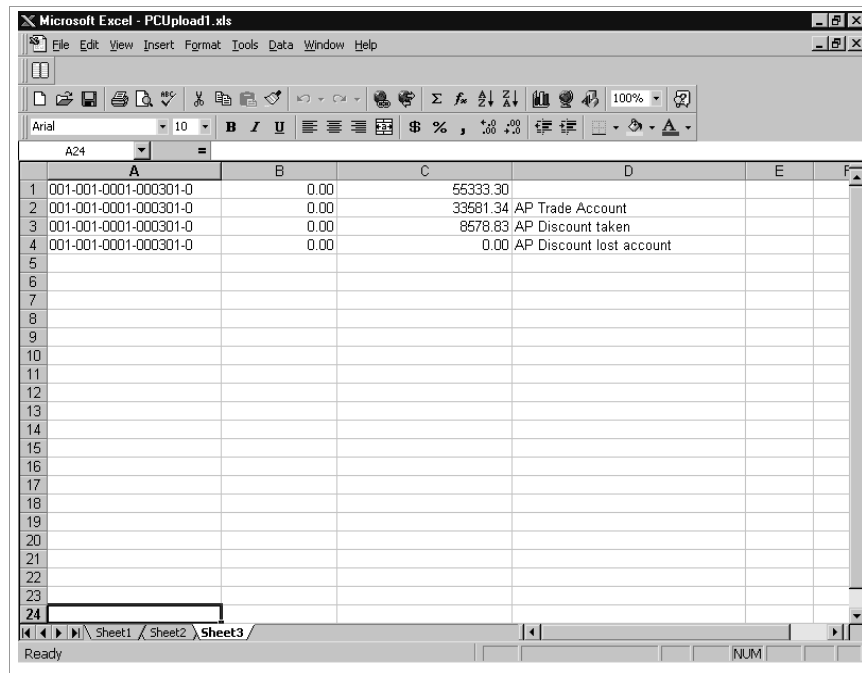 Microsoft Excel - PCUpload1.xls
File Edit View Insert Format Tools Data Window Help
Arial 10 B I U $ % , 100%
A24 =
A B C D E F
1 001-001-0001-000301-0 0.00 55333.30
2 001-001-0001-000301-0 0.00 33581.34 AP Trade Account
3 001-001-0001-000301-0 0.00 8578.83 AP Discount taken
4 001-001-0001-000301-0 0.00 0.00 AP Discount lost account
5
6
7
8
9
10
11
12
13
14
15
16
17
18
19
20
21
22
23
24
Sheet1 Sheet2 Sheet3
Ready NUM